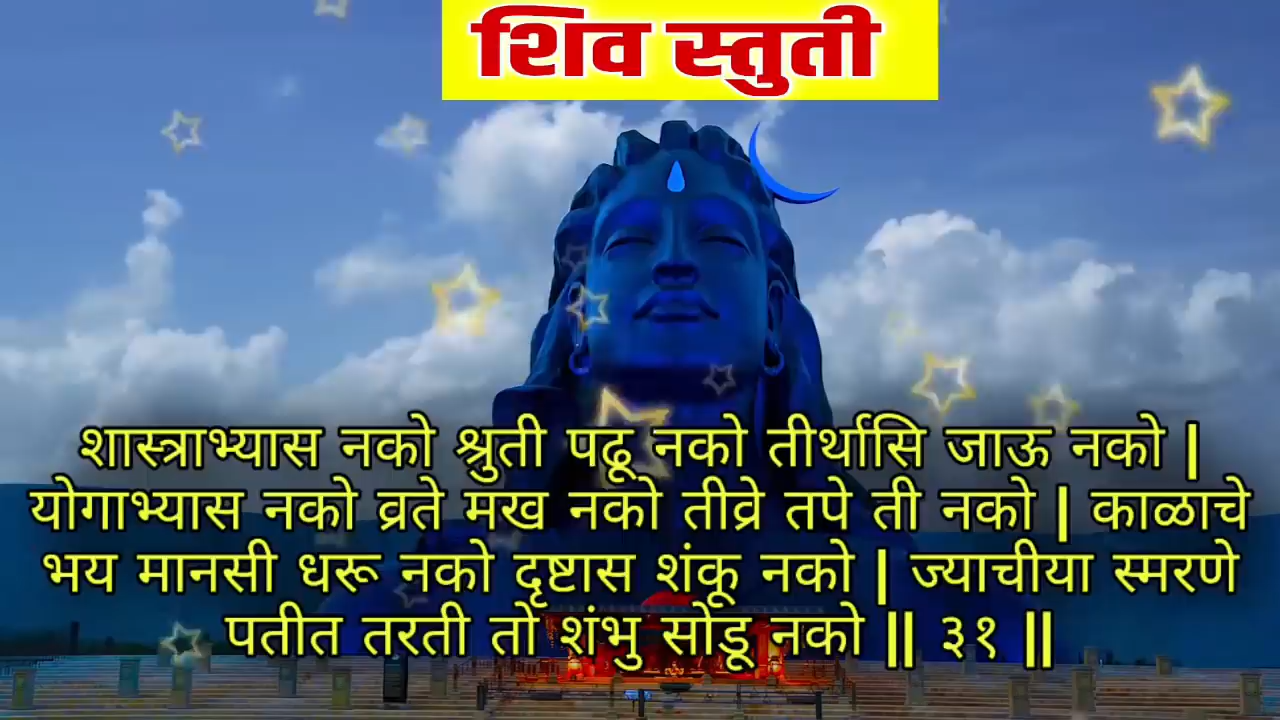 शिव स्तुती
शास्त्राभ्यास नको श्रुती पढू नको तीर्थासि जाऊ नको |
योगाभ्यास नको व्रते मख नको तीव्रे तपे ती नको | काळाचे
भय मानसी धरू नको दृष्टास शंकू नको | ज्याचीया स्मरणे
पतीत तरती तो शंभु सोडू नको || ३१ ||